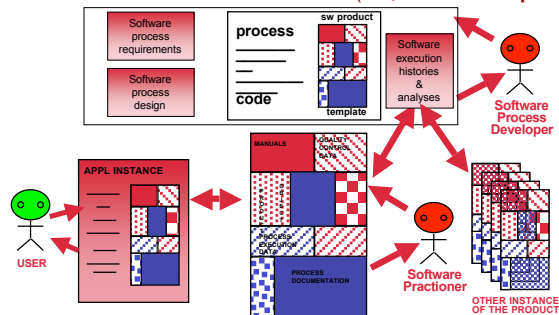 Software
process
requirements
Software
process
design
process
code
sw product
template
Software
execution
histories
&
analyses
Software
Process
Developer
APPL INSTANCE
USER
MANUALS
QUALITY
CONTROL
DATA
PROCESS
EXECUTION
DATA
PROCESS
DOCUMENTATION
Software
Practioner
OTHER INSTANCE
OF THE PRODUCT